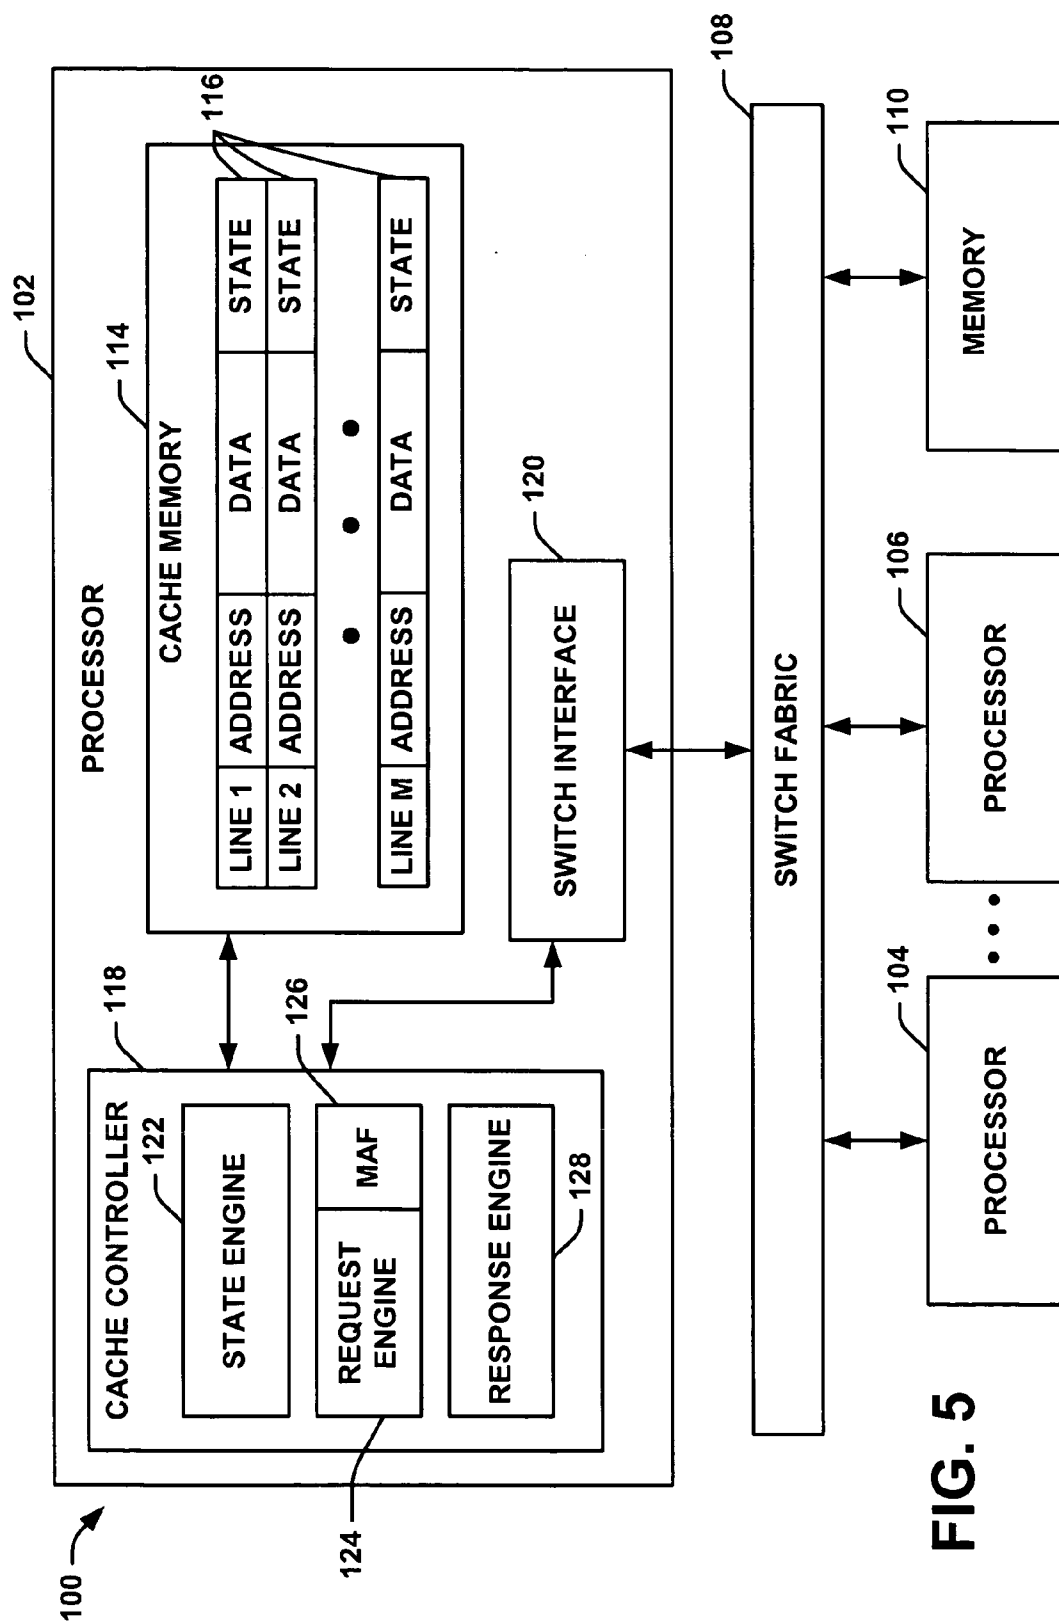 100
102
PROCESSOR
CACHE CONTROLLER
118
122
STATE ENGINE
126
REQUEST
ENGINE
MAF
124
RESPONSE ENGINE
128
114
CACHE MEMORY
116
LINE 1 ADDRESS DATA STATE
LINE 2 ADDRESS DATA STATE
LINE M ADDRESS DATA STATE
120
SWITCH INTERFACE
108
SWITCH FABRIC
104
PROCESSOR
106
PROCESSOR
110
MEMORY
FIG. 5